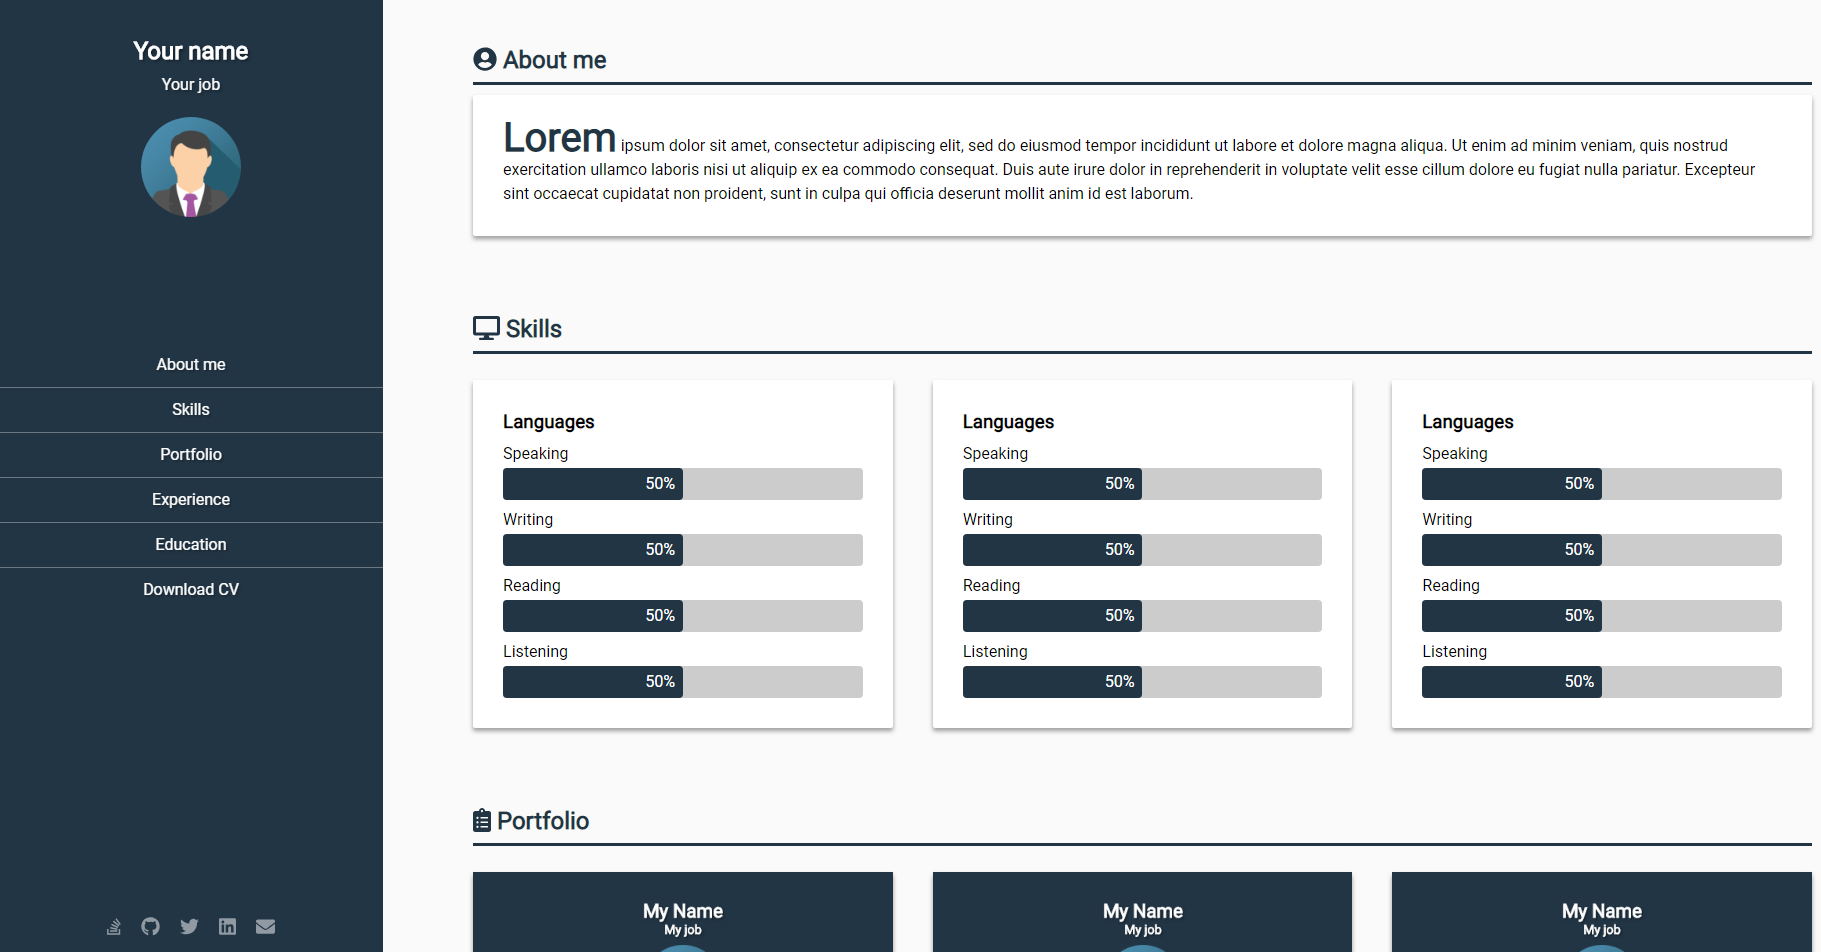 Your name
Your job
About me
Skills
Portfolio
Experience
Education
Download CV
About me
Lorem ipsum dolor sit amet, consectetur adipiscing elit, sed do eiusmod tempor incididunt ut labore et dolore magna aliqua. Ut enim ad minim veniam, quis nostrud
exercitation ullamco laboris nisi ut aliquip ex ea commodo consequat. Duis aute irure dolor in reprehenderit in voluptate velit esse cillum dolore eu fugiat nulla pariatur. Excepteur
sint occaecat cupidatat non proident, sunt in culpa qui officia deserunt mollit anim id est laborum.
Skills
Languages
Speaking
50%
Writing
50%
Reading
50%
Listening
50%
Languages
Speaking
50%
Writing
50%
Reading
50%
Listening
50%
Languages
Speaking
50%
Writing
50%
Reading
50%
Listening
50%
Portfolio
My Name
My job
My Name
My job
My Name
My job